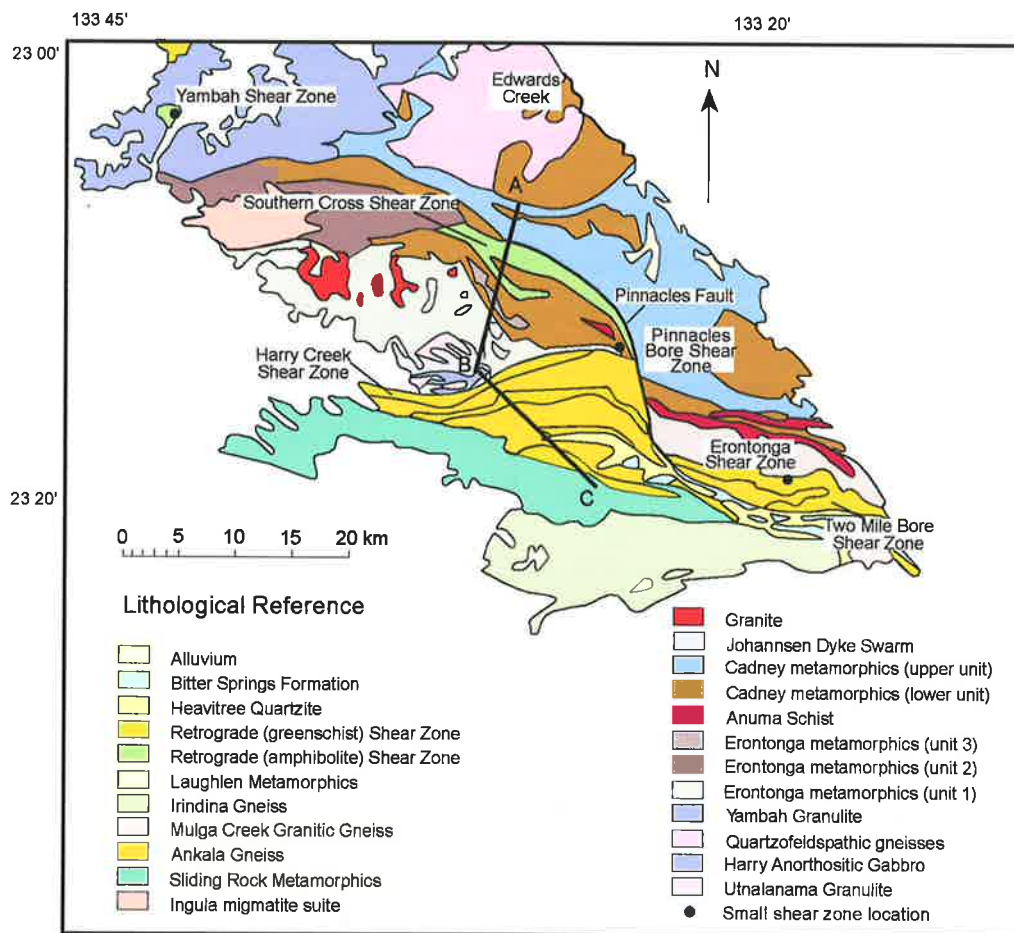 133 45'
133 20'
23 00'
N
Edwards
Creek
Yambah Shear Zone
A
Southern Cross Shear Zone
Pinnacles Fault
Pinnacles
Bore Shear
Zone
Harry Creek
Shear Zone
B
Erontonga
Shear Zone
23 20'
C
Two Mile Bore
Shear Zone
0 5 10 15 20 km
Lithological Reference
Alluvium
Bitter Springs Formation
Heavitree Quartzite
Retrograde (greenschist) Shear Zone
Retrograde (amphibolite) Shear Zone
Laughlen Metamorphics
Irindina Gneiss
Mulga Creek Granitic Gneiss
Ankala Gneiss
Sliding Rock Metamorphics
Ingula migmatite suite
Granite
Johannsen Dyke Swarm
Cadney metamorphics (upper unit)
Cadney metamorphics (lower unit)
Anuma Schist
Erontonga metamorphics (unit 3)
Erontonga metamorphics (unit 2)
Erontonga metamorphics (unit 1)
Yambah Granulite
Quartzofeldspathic gneisses
Harry Anorthositic Gabbro
Utnalanama Granulite
Small shear zone location